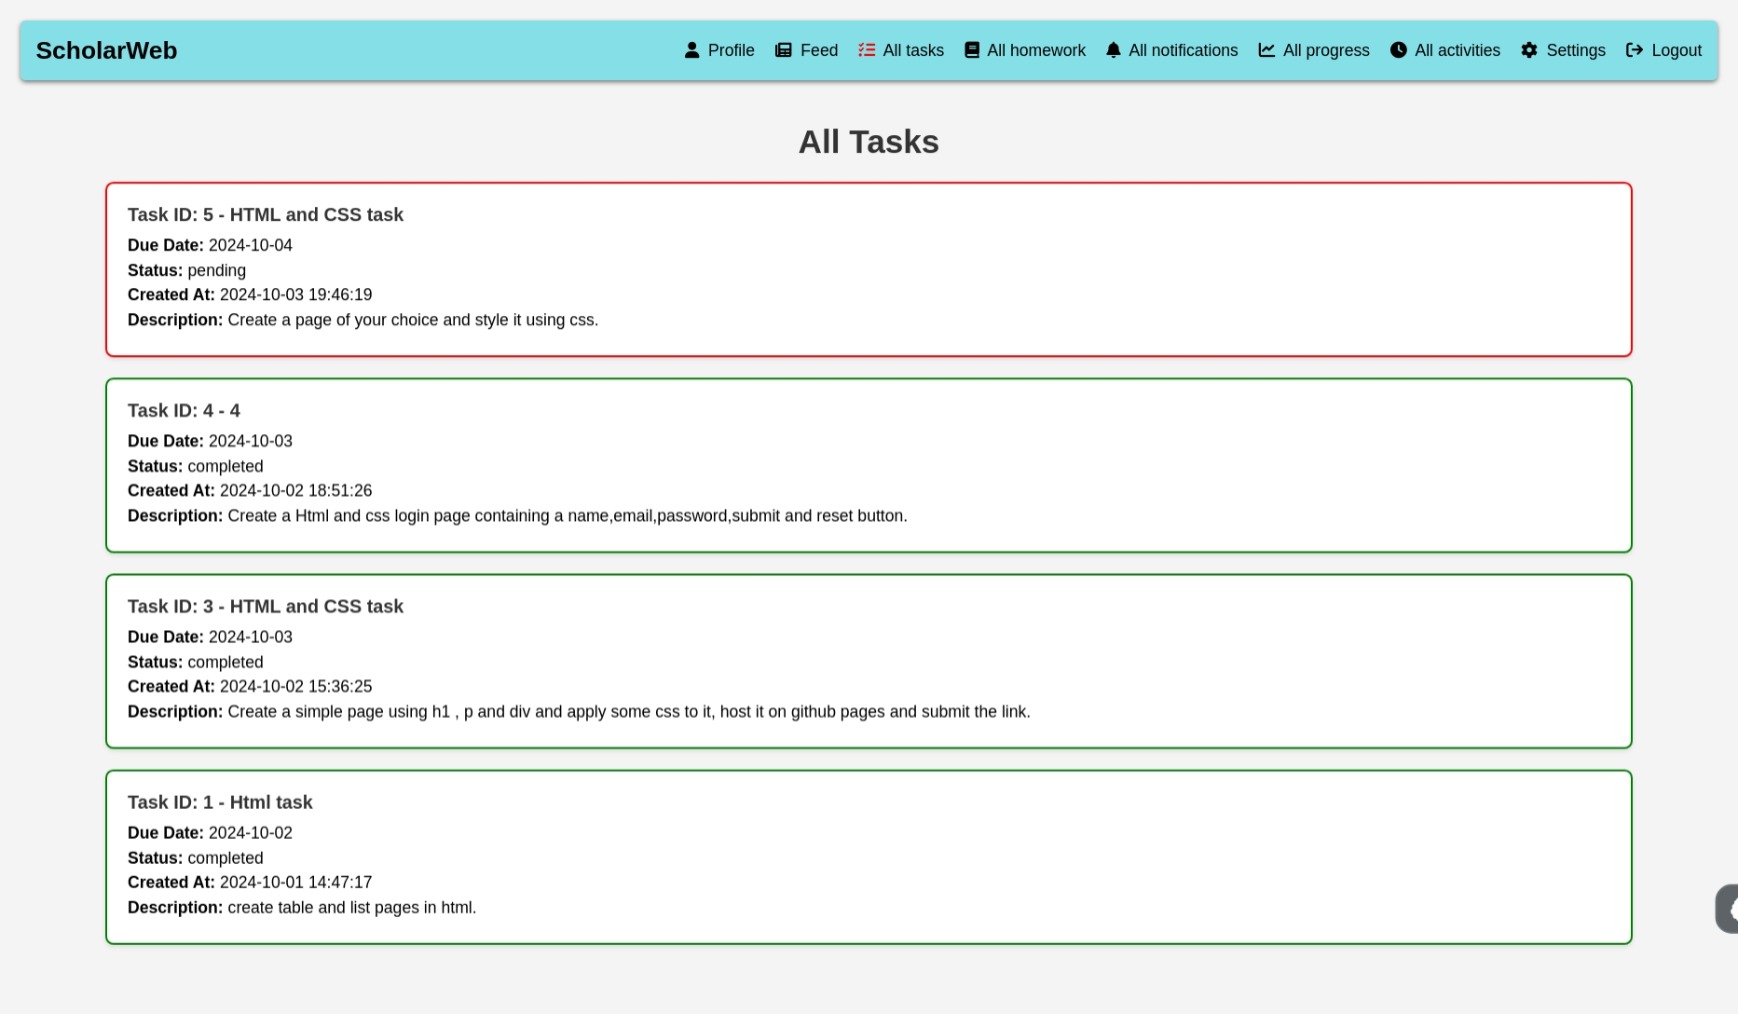 ScholarWeb
Profile Feed All tasks All homework All notifications All progress All activities Settings Logout
All Tasks
Task ID: 5 - HTML and CSS task
Due Date: 2024-10-04
Status: pending
Created At: 2024-10-03 19:46:19
Description: Create a page of your choice and style it using css.
Task ID: 4 - 4
Due Date: 2024-10-03
Status: completed
Created At: 2024-10-02 18:51:26
Description: Create a Html and css login page containing a name,email,password,submit and reset button.
Task ID: 3 - HTML and CSS task
Due Date: 2024-10-03
Status: completed
Created At: 2024-10-02 15:36:25
Description: Create a simple page using h1 , p and div and apply some css to it, host it on github pages and submit the link.
Task ID: 1 - Html task
Due Date: 2024-10-02
Status: completed
Created At: 2024-10-01 14:47:17
Description: create table and list pages in html.